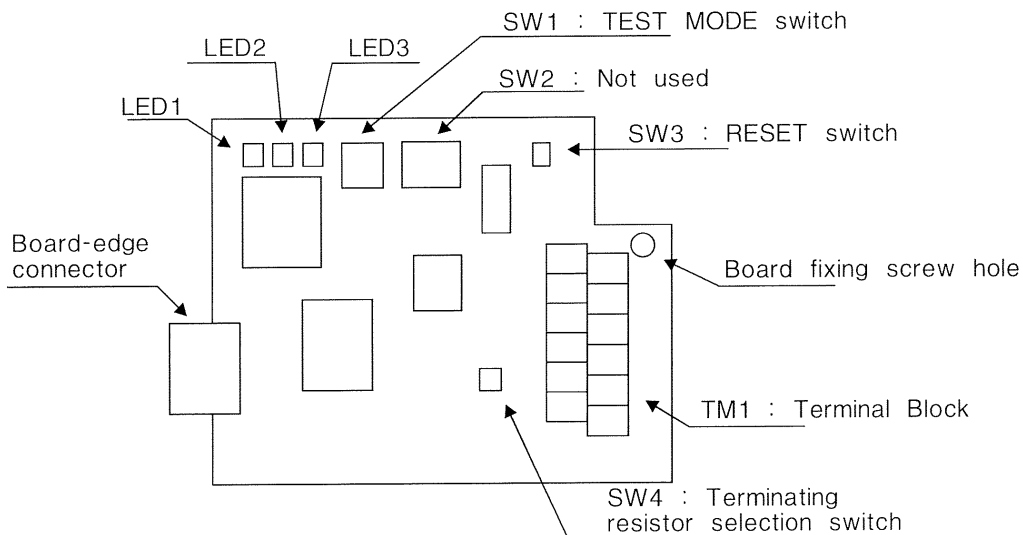 SW1 : TEST MODE switch
LED2
LED3
SW2 : Not used
LED1
SW3 : RESET switch
Board-edge
connector
Board fixing screw hole
TM1 : Terminal Block
SW4 : Terminating
resistor selection switch